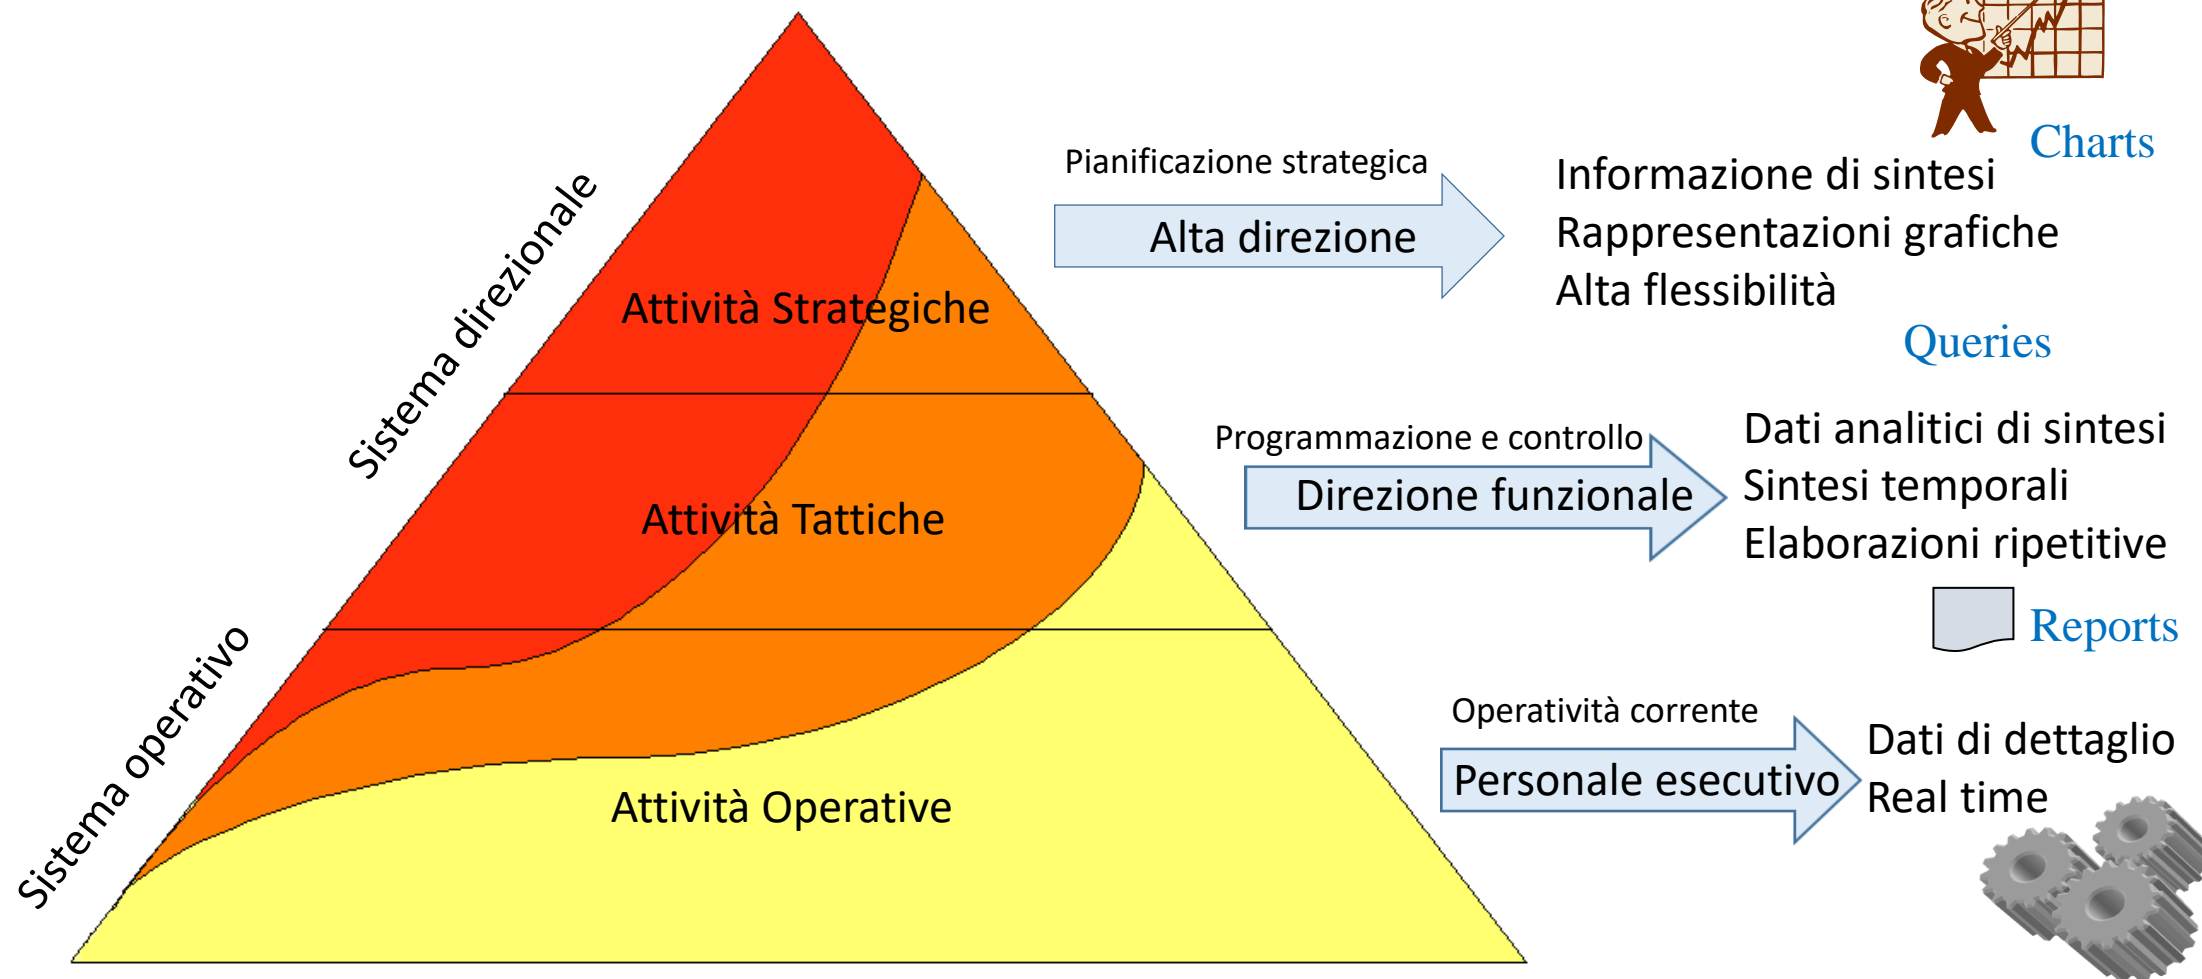 Charts
Pianificazione strategica
Alta direzione
Informazione di sintesi
Rappresentazioni grafiche
Alta flessibilità
Sistema direzionale
Attività Strategiche
Queries
Programmazione e controllo
Direzione funzionale
Dati analitici di sintesi
Sintesi temporali
Elaborazioni ripetitive
Attività Tattiche
Reports
Sistema operativo
Operatività corrente
Personale esecutivo
Dati di dettaglio
Real time
Attività Operative